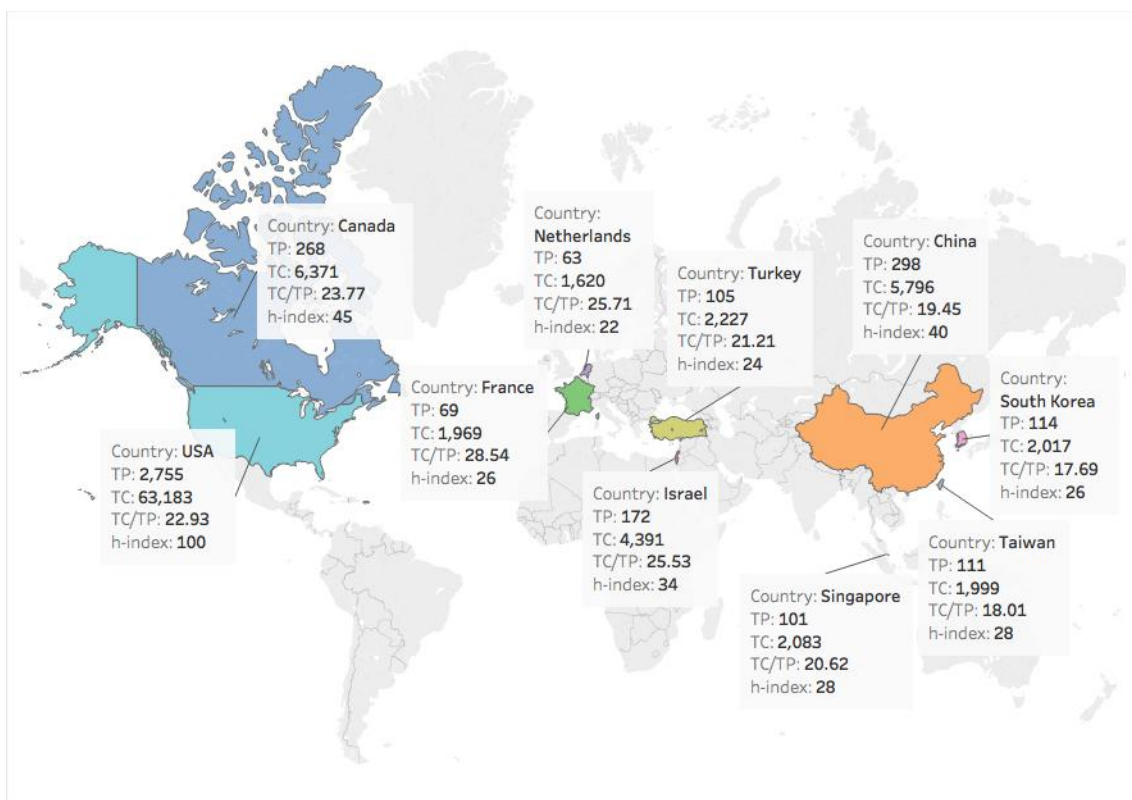 Country: Canada
TP: 268
TC: 6,371
TC/TP: 23.77
h-index: 45
Country:
Netherlands
TP: 63
TC: 1,620
TC/TP: 25.71
h-index: 22
Country: Turkey
TP: 105
TC: 2,227
TC/TP: 21.21
h-index: 24
Country: China
TP: 298
TC: 5,796
TC/TP: 19.45
h-index: 40
Country: France
TP: 69
TC: 1,969
TC/TP: 28.54
h-index: 26
Country:
South Korea
TP: 114
TC: 2,017
TC/TP: 17.69
h-index: 26
Country: USA
TP: 2,755
TC: 63,183
TC/TP: 22.93
h-index: 100
Country: Israel
TP: 172
TC: 4,391
TC/TP: 25.53
h-index: 34
Country: Singapore
TP: 101
TC: 2,083
TC/TP: 20.62
h-index: 28
Country: Taiwan
TP: 111
TC: 1,999
TC/TP: 18.01
h-index: 28